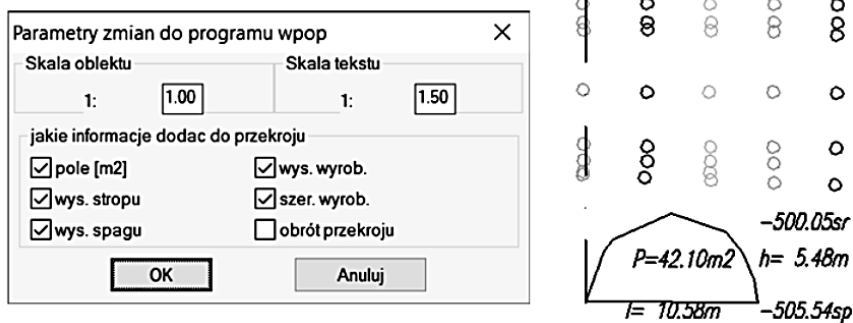 Parametry zmian do programu wpop
Skala oblektu
Skala tekstu
1: 1.00
1: 1.50
jakie informacje dodac do przekroju
pole [m2]
wys. wyrob.
wys. stropu
szer. wyrob.
wys. spagu
obrót przekroju
OK
Anuluj
-500.05sr
P=42.10m2
h= 5.48m
l= 10.58m
-505.54sp